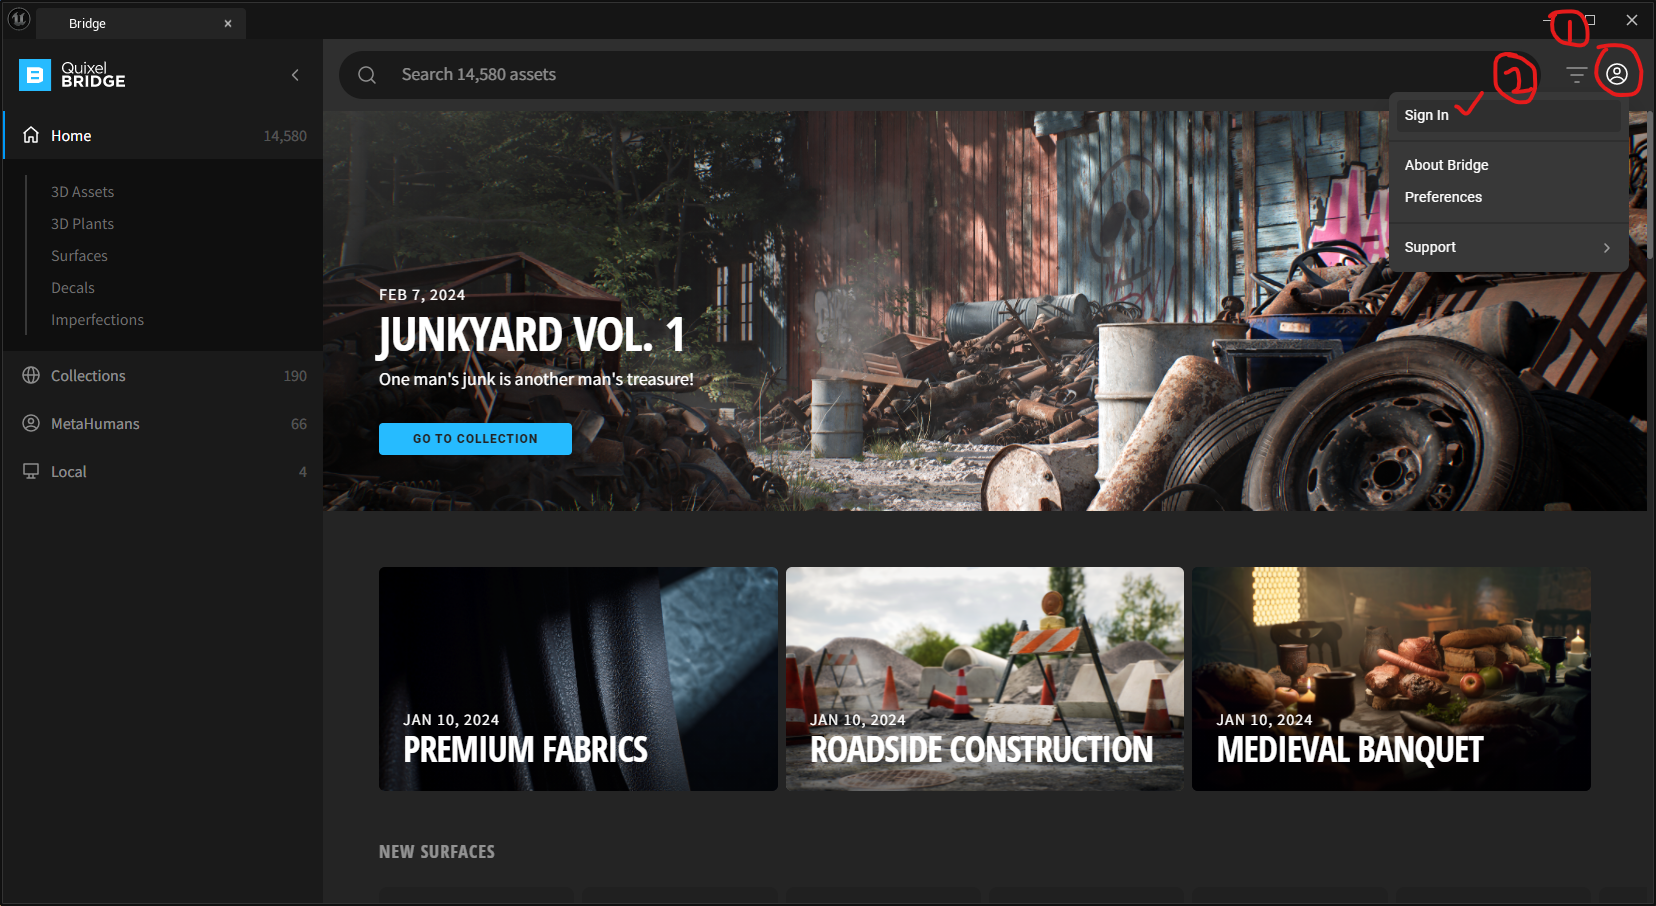 Bridge
1
Quixel
BRIDGE
Search 14,580 assets
2
Sign In
About Bridge
Preferences
Support
Home 14,580
3D Assets
3D Plants
Surfaces
Decals
Imperfections
Collections 190
MetaHumans 66
Local 4
FEB 7, 2024
JUNKYARD VOL. 1
One man's junk is another man's treasure!
GO TO COLLECTION
JAN 10, 2024
PREMIUM FABRICS
JAN 10, 2024
ROADSIDE CONSTRUCTION
JAN 10, 2024
MEDIEVAL BANQUET
NEW SURFACES